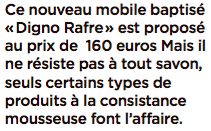 Ce nouveau mobile baptisé
«Digno Rafre» est proposé
au prix de 160 euros Mais il
ne résiste pas à tout savon,
seuls certains types de
produits à la consistance
mousseuse font l'affaire.